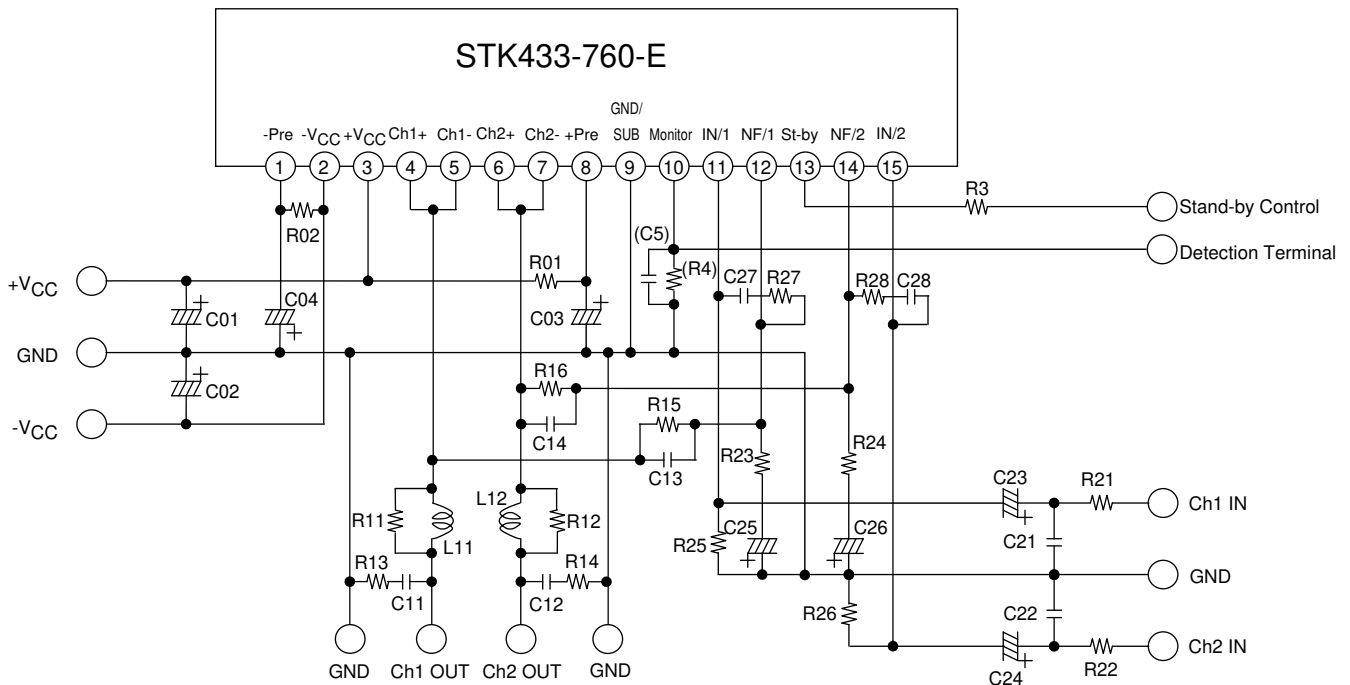 STK433-760-E
GND/
-Pre -VCC +VCC Ch1+ Ch1- Ch2+ Ch2- +Pre SUB Monitor IN/1 NF/1 St-by NF/2 IN/2
1 2 3 4 5 6 7 8 9 10 11 12 13 14 15
R3
Stand-by Control
R02
(C5)
Detection Terminal
+VCC
R01
(R4)
C27 R27
R28 C28
C04
+
C01
+
C03
+
GND
+
C02
R16
-VCC
C14
R15
C13
R23
R24
C23
+
R21
Ch1 IN
L12
R11
L11
R12
R25
C25
+
C26
+
C21
R13
C11
R14
C12
GND
R26
C22
GND
Ch1 OUT
Ch2 OUT
GND
C24
+
R22
Ch2 IN